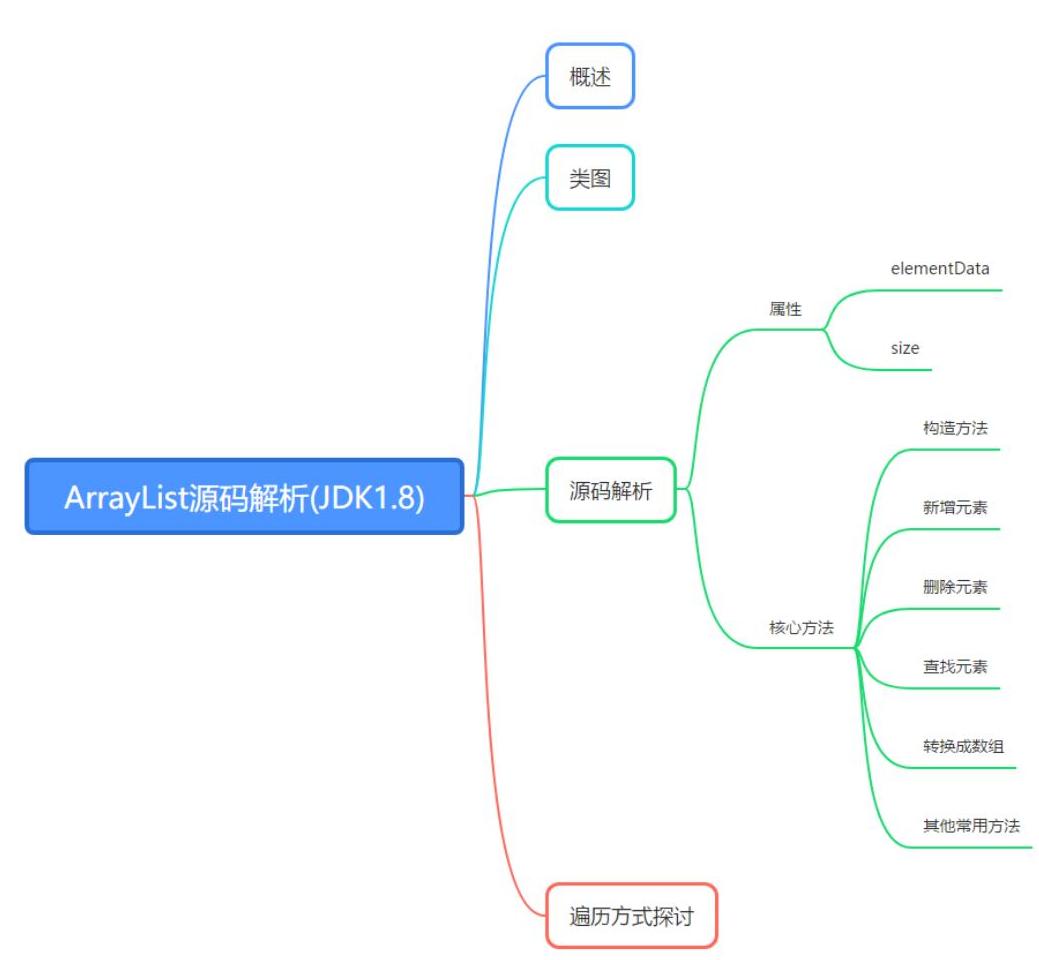 概述
类图
elementData
属性
size
构造方法
新增元素
ArrayList源码解析(JDK1.8)
源码解析
删除元素
核心方法
查找元素
转换成数组
其他常用方法
遍历方式探讨